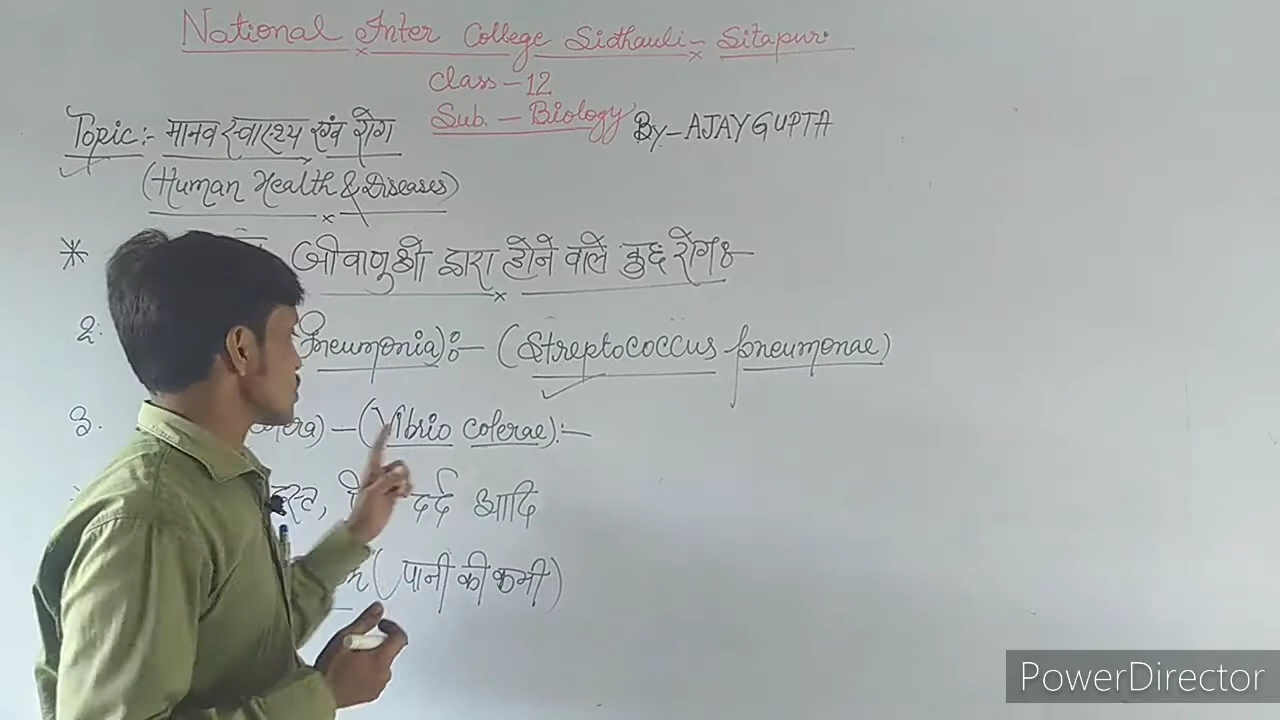 National Inter College Sidhauli- Sitapur
Class-12
Sub. - Biology
By:- AJAY GUPTA
Topic:- मानव स्वास्थ्य एवं रोग
(Human Health & Diseases)
* जीवाणुओं द्वारा होने वाले कुछ रोग:-
2. Pneumonia):- (Streptococcus pneumonae)
3. -(Vibrio colerae):-
दर्द आदि
(पानी की कमी)
PowerDirector